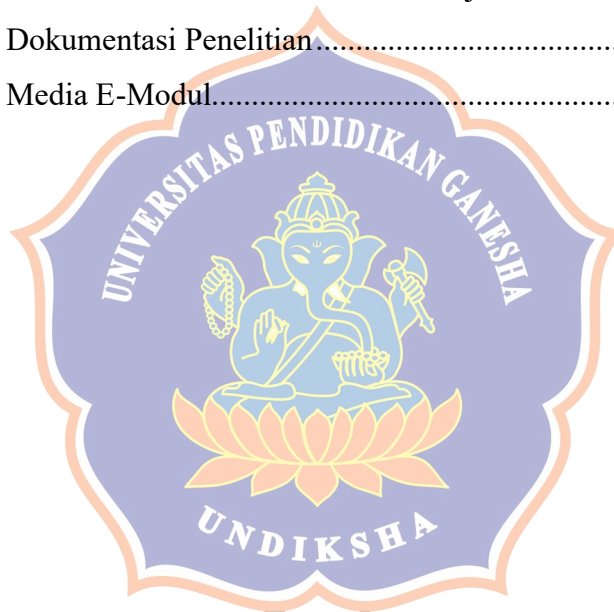 Dokumentasi Penelitian.......................................
Media E-Modul....................................................
UNIVERSITAS PENDIDIKAN GANESHA
UNDIKSHA